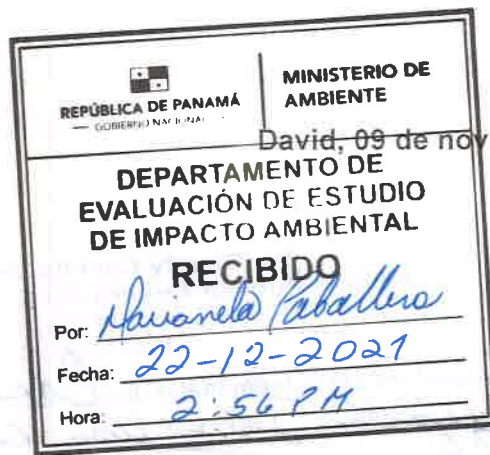 REPÚBLICA DE PANAMÁ
— GOBIERNO NACIONAL —
MINISTERIO DE
AMBIENTE
David, 09 de nov
DEPARTAMENTO DE
EVALUACIÓN DE ESTUDIO
DE IMPACTO AMBIENTAL
RECIBIDO
Por: Marianela Caballero
Fecha: 22-12-2021
Hora: 2:56 PM